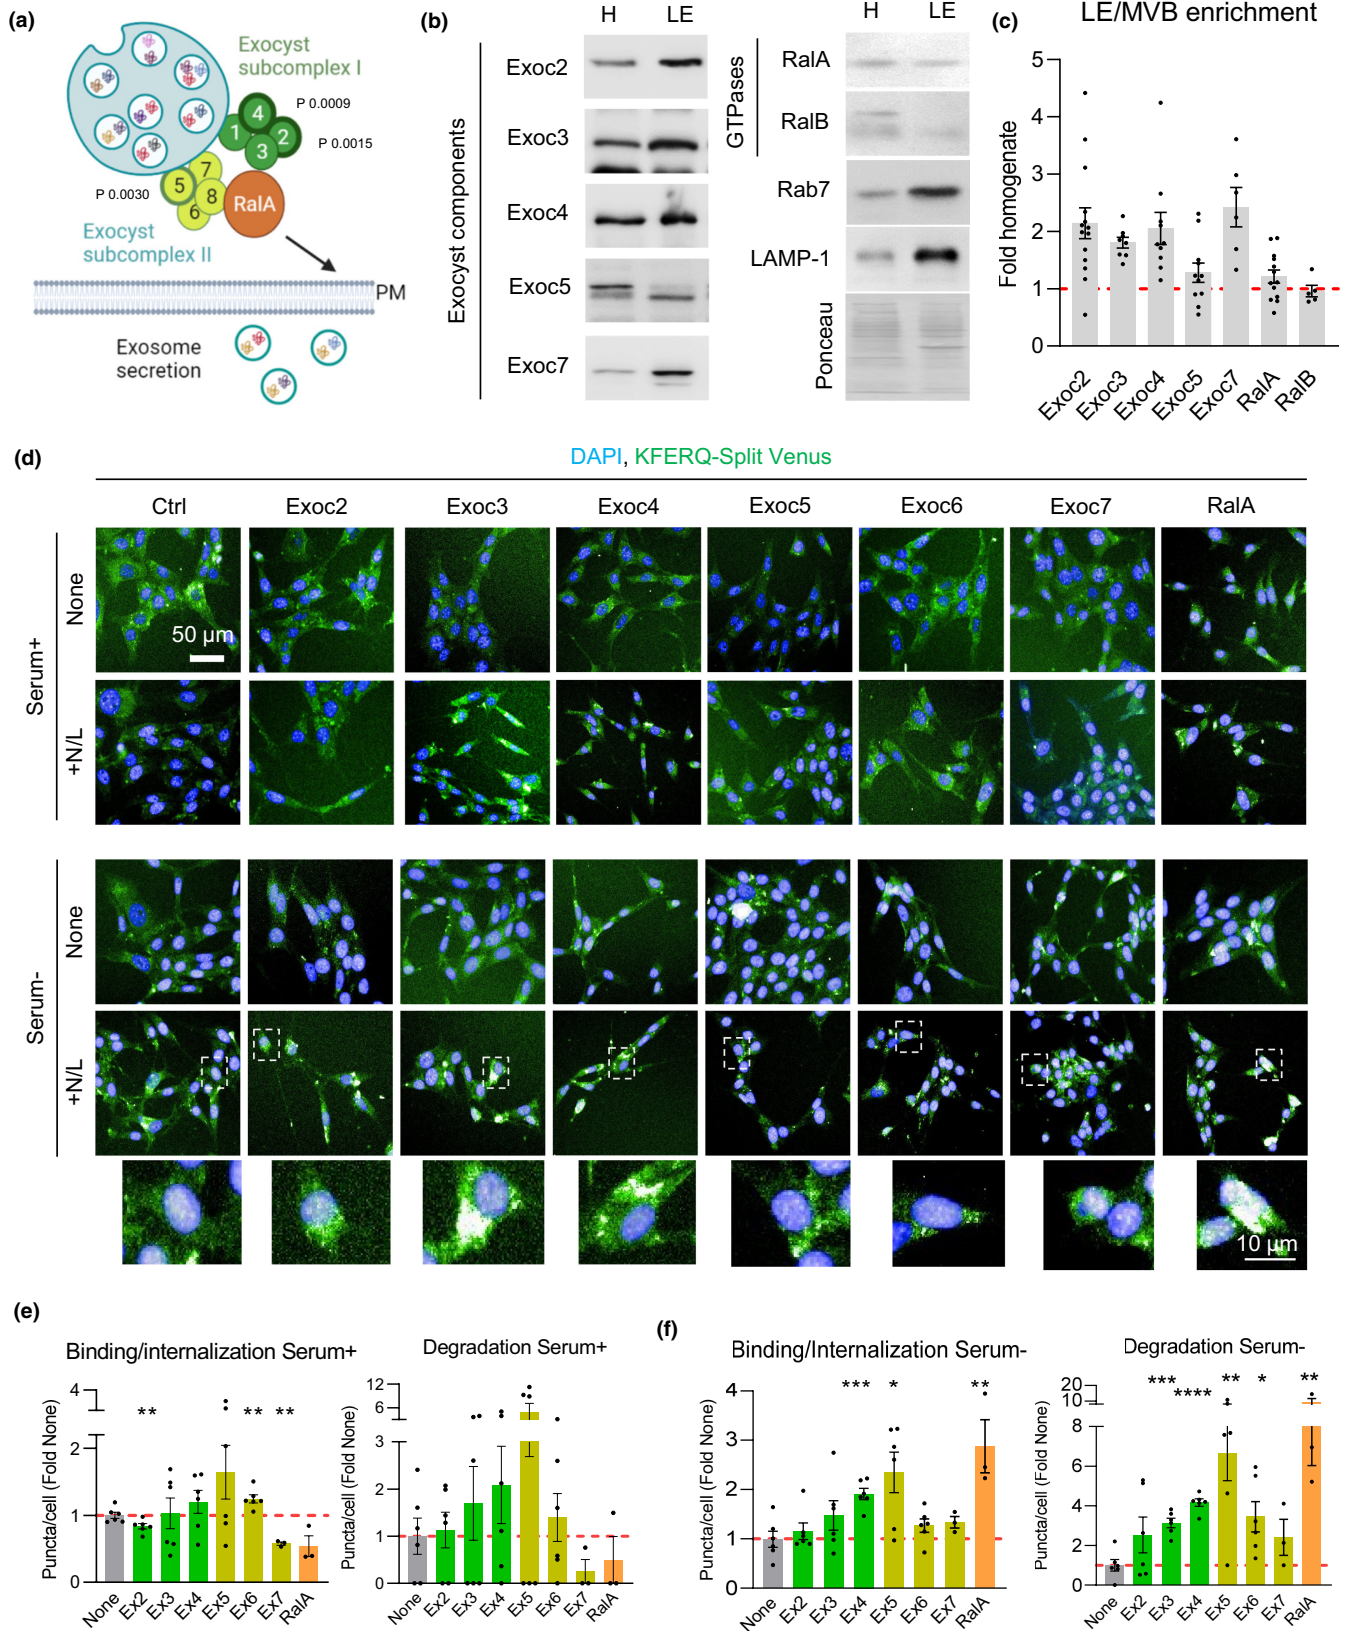 (a)
Exocyst
subcomplex I
P 0.0009
4
1
2
3
P 0.0015
7
5
8
6
P 0.0030
RalA
Exocyst
subcomplex II
PM
Exosome
secretion
(b)
H LE
Exocyst components
Exoc2
Exoc3
Exoc4
Exoc5
Exoc7
H LE
GTPases
RalA
RalB
Rab7
LAMP-1
Ponceau
(c)
LE/MVB enrichment
Fold homogenate
5
4
3
2
1
0
Exoc2 Exoc3 Exoc4 Exoc5 Exoc7 RalA RalB
(d)
DAPI, KFERQ-Split Venus
Ctrl Exoc2 Exoc3 Exoc4 Exoc5 Exoc6 Exoc7 RalA
Serum+
None
50 µm
+N/L
Serum-
None
+N/L
10 µm
(e)
Binding/internalization Serum+
Puncta/cell (Fold None)
4
2
1
0
** ** **
None Ex2 Ex3 Ex4 Ex5 Ex6 Ex7 RalA
Degradation Serum+
Puncta/cell (Fold None)
12
6
3
2
1
0
None Ex2 Ex3 Ex4 Ex5 Ex6 Ex7 RalA
(f)
Binding/Internalization Serum-
Puncta/cell (Fold None)
4
3
2
1
0
*** * **
None Ex2 Ex3 Ex4 Ex5 Ex6 Ex7 RalA
Degradation Serum-
Puncta/cell (Fold None)
20
10
8
6
4
2
0
*** **** ** * **
None Ex2 Ex3 Ex4 Ex5 Ex6 Ex7 RalA